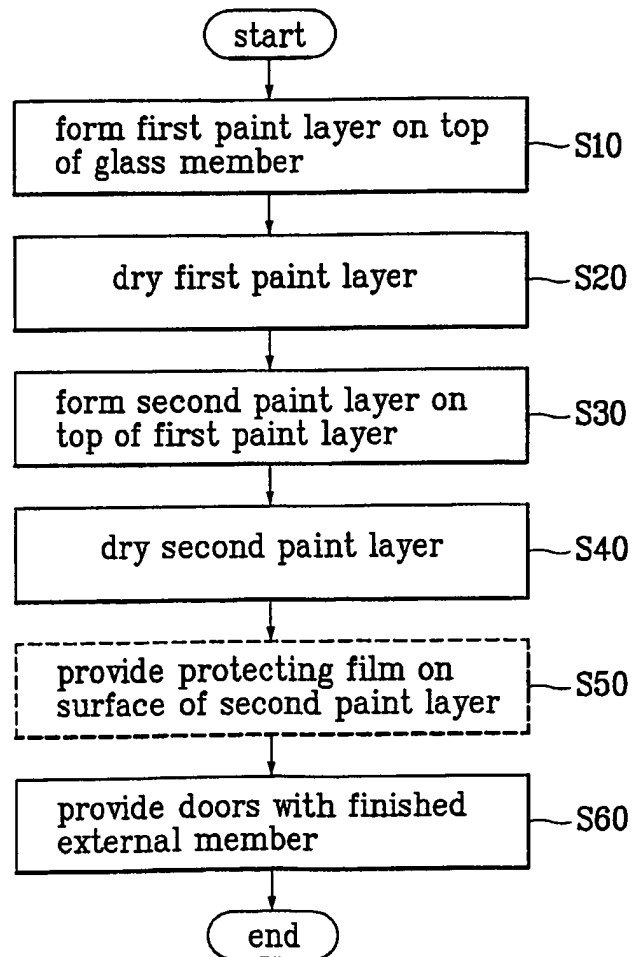 start
form first paint layer on top
of glass member
S10
dry first paint layer
S20
form second paint layer on
top of first paint layer
S30
dry second paint layer
S40
provide protecting film on
surface of second paint layer
S50
provide doors with finished
external member
S60
end